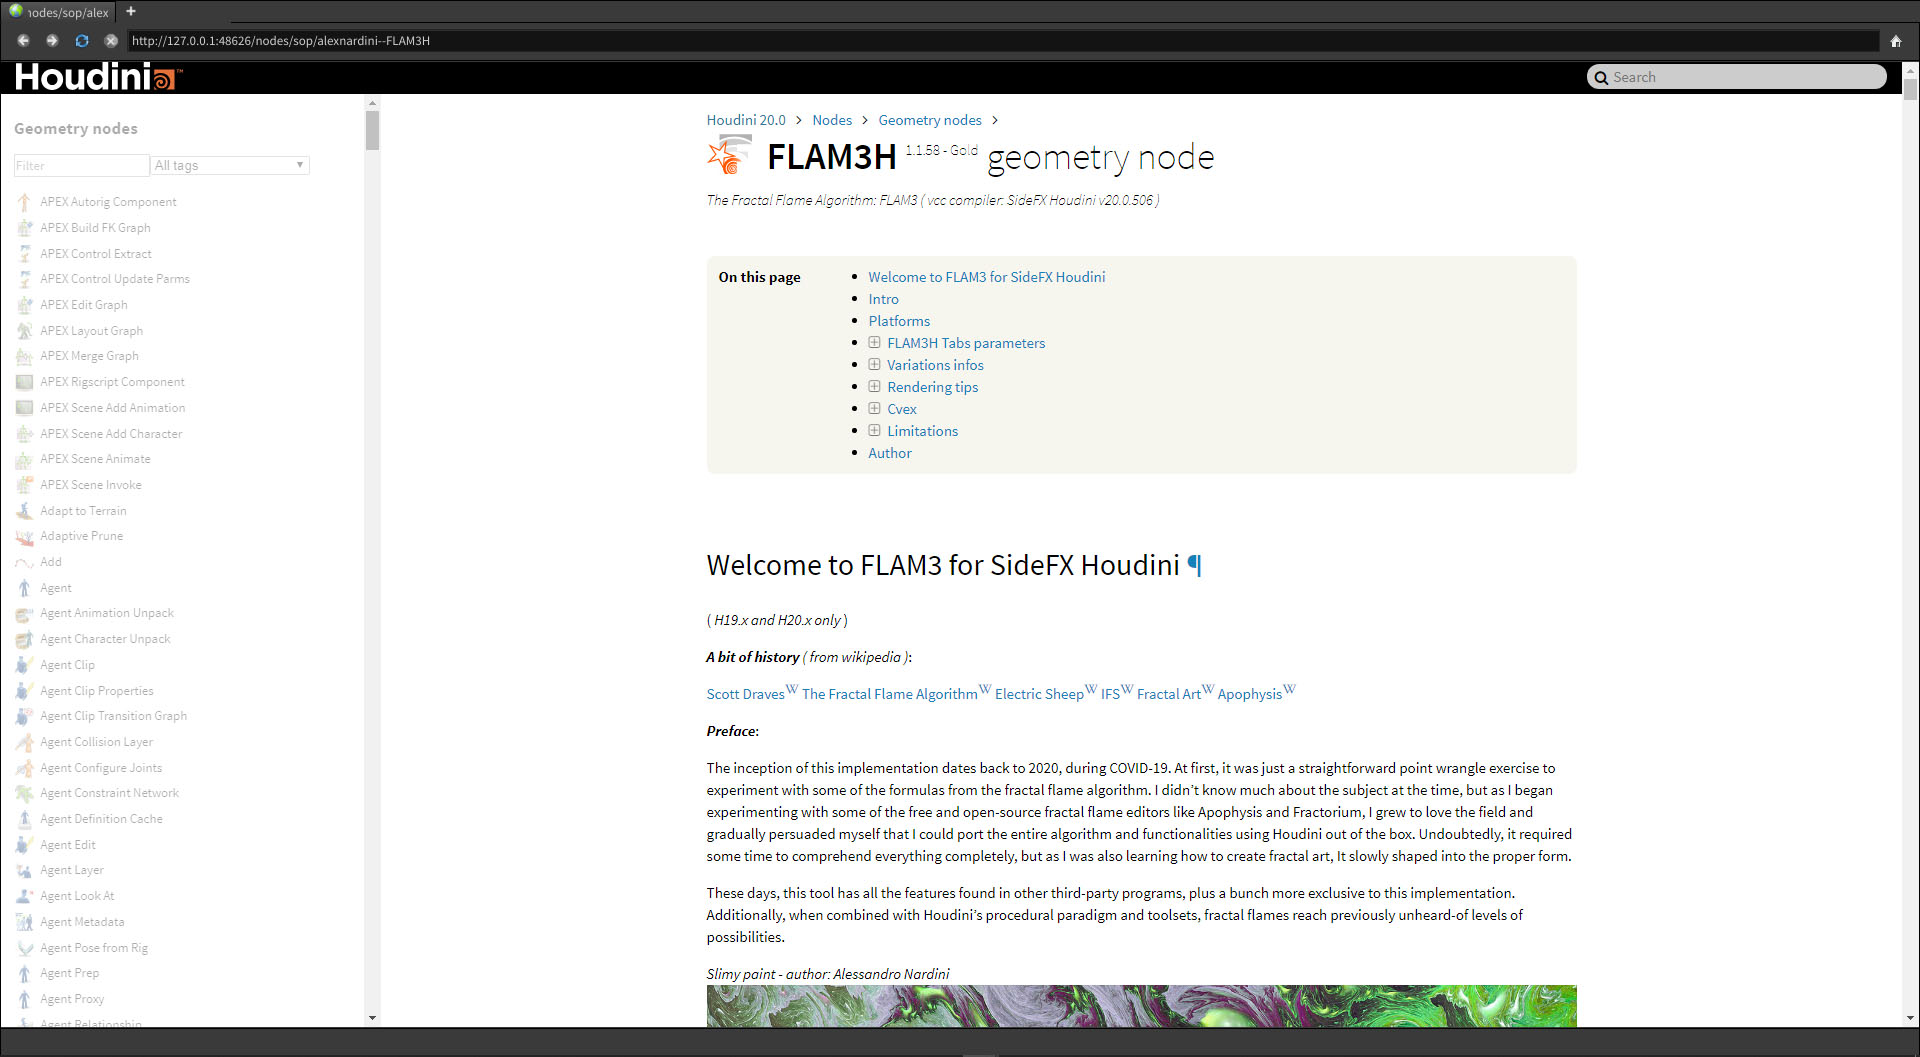 nodes/sop/alex
http://127.0.0.1:48626/nodes/sop/alexnardini--FLAM3H
Houdini
Search
Geometry nodes
Filter
All tags
APEX Autorig Component
APEX Build FK Graph
APEX Control Extract
APEX Control Update Parms
APEX Edit Graph
APEX Layout Graph
APEX Merge Graph
APEX Rigscript Component
APEX Scene Add Animation
APEX Scene Add Character
APEX Scene Animate
APEX Scene Invoke
Adapt to Terrain
Adaptive Prune
Add
Agent
Agent Animation Unpack
Agent Character Unpack
Agent Clip
Agent Clip Properties
Agent Clip Transition Graph
Agent Collision Layer
Agent Configure Joints
Agent Constraint Network
Agent Definition Cache
Agent Edit
Agent Layer
Agent Look At
Agent Metadata
Agent Pose from Rig
Agent Prep
Agent Proxy
Agent Relationship
Houdini 20.0 > Nodes > Geometry nodes >
FLAM3H 1.1.58 - Gold geometry node
The Fractal Flame Algorithm: FLAM3 ( vcc compiler: SideFX Houdini v20.0.506 )
On this page
• Welcome to FLAM3 for SideFX Houdini
• Intro
• Platforms
• FLAM3H Tabs parameters
• Variations infos
• Rendering tips
• Cvex
• Limitations
• Author
Welcome to FLAM3 for SideFX Houdini ¶
( H19.x and H20.x only )
A bit of history ( from wikipedia ):
Scott DravesW The Fractal Flame AlgorithmW Electric SheepW IFSW Fractal ArtW ApophysisW
Preface:
The inception of this implementation dates back to 2020, during COVID-19. At first, it was just a straightforward point wrangle exercise to
experiment with some of the formulas from the fractal flame algorithm. I didn’t know much about the subject at the time, but as I began
experimenting with some of the free and open-source fractal flame editors like Apophysis and Fractorium, I grew to love the field and
gradually persuaded myself that I could port the entire algorithm and functionalities using Houdini out of the box. Undoubtedly, it required
some time to comprehend everything completely, but as I was also learning how to create fractal art, It slowly shaped into the proper form.
These days, this tool has all the features found in other third-party programs, plus a bunch more exclusive to this implementation.
Additionally, when combined with Houdini’s procedural paradigm and toolsets, fractal flames reach previously unheard-of levels of
possibilities.
Slimy paint - author: Alessandro Nardini